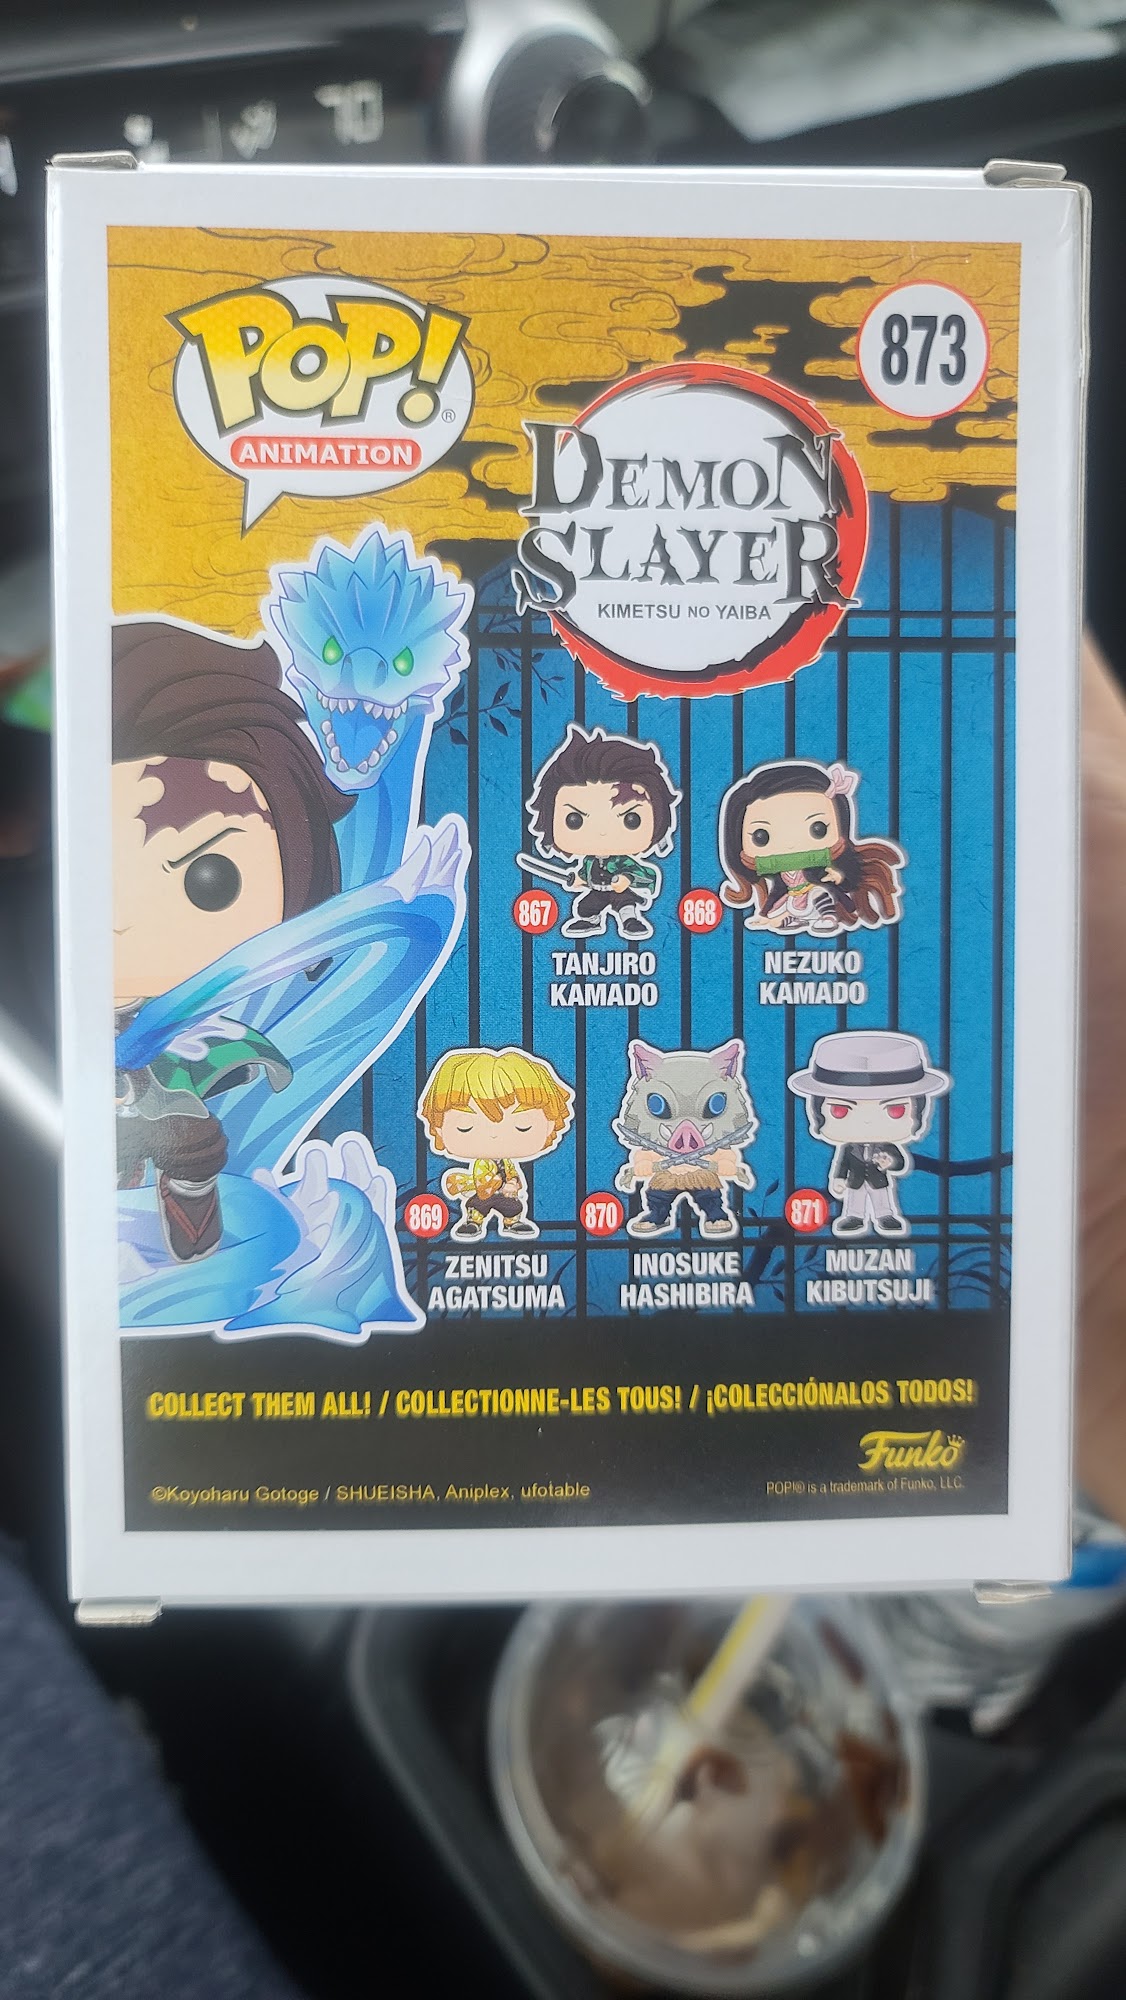 70
POP!®
ANIMATION
873
DEMON
SLAYER
KIMETSU NO YAIBA
867
TANJIRO
KAMADO
868
NEZUKO
KAMADO
869
ZENITSU
AGATSUMA
870
INOSUKE
HASHIBIRA
871
MUZAN
KIBUTSUJI
COLLECT THEM ALL! / COLLECTIONNE-LES TOUS! / ¡COLECCIÓNALOS TODOS!
Funko
©Koyoharu Gotoge / SHUEISHA, Aniplex, ufotable
POP!® is a trademark of Funko, LLC.